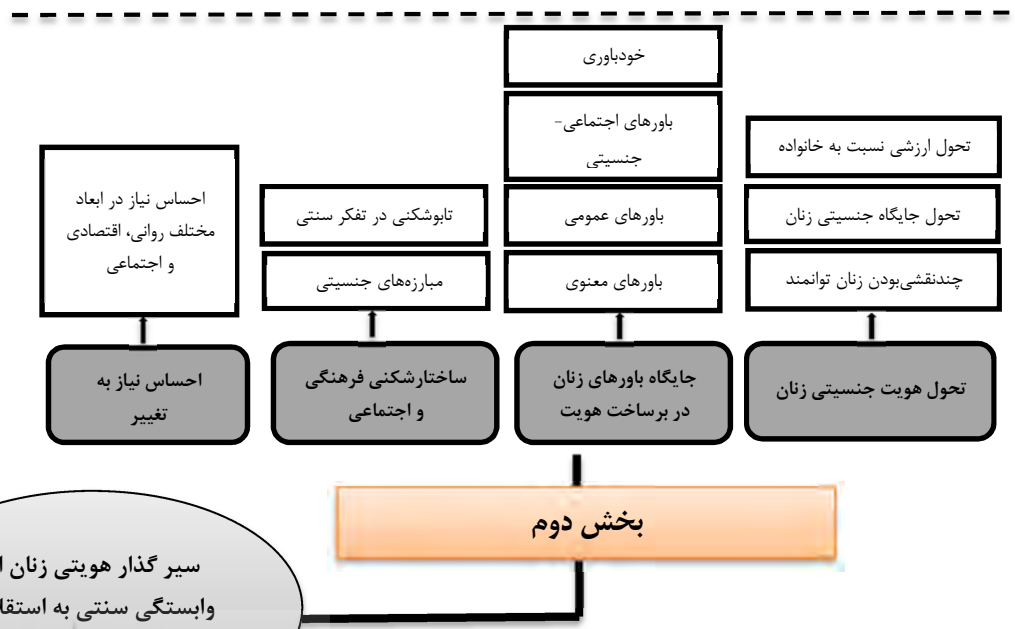 خودباوری
باورهای اجتماعی-
جنسیتی
باورهای عمومی
باورهای معنوی
تحول ارزشی نسبت به خانواده
تحول جایگاه جنسیتی زنان
چندنقشی‌بودن زنان توانمند
تابوشکنی در تفکر سنتی
مبارزه‌های جنسیتی
احساس نیاز در ابعاد
مختلف روانی، اقتصادی
و اجتماعی
تحول هویت جنسیتی زنان
جایگاه باورهای زنان
در برساخت هویت
ساختارشکنی فرهنگی
و اجتماعی
احساس نیاز به
تغییر
بخش دوم
سیر گذار هویتی زنان
وابستگی سنتی به